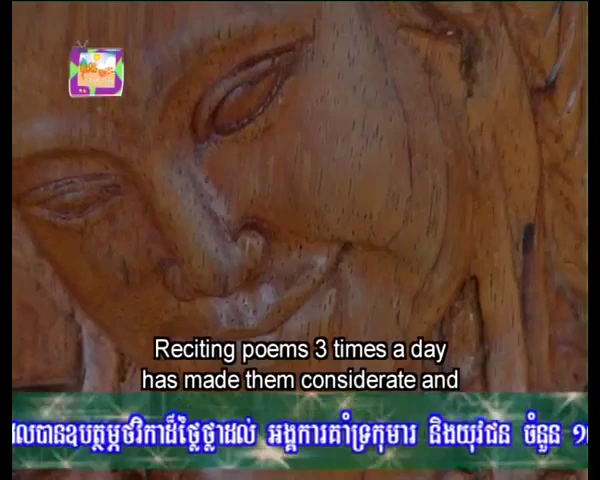 Reciting poems 3 times a day
has made them considerate and
លបានឧបត្ថម្ភថវិកាដ៏ថ្លៃថ្លាដល់ អង្គការគាំទ្រកុមារ និងយុវជន ចំនួន